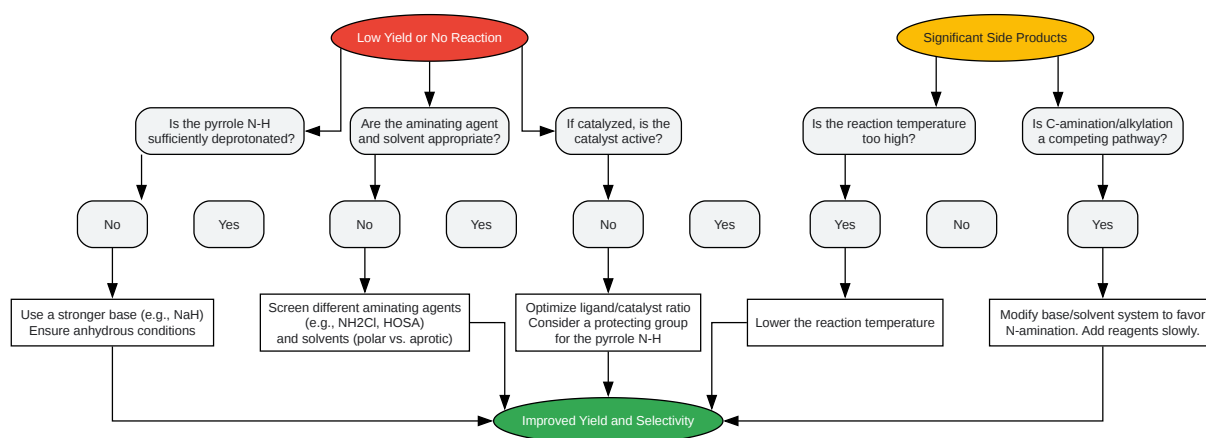 Low Yield or No Reaction
Significant Side Products
Is the pyrrole N-H
sufficiently deprotonated?
Are the aminating agent
and solvent appropriate?
If catalyzed, is the
catalyst active?
Is the reaction temperature
too high?
Is C-amination/alkylation
a competing pathway?
No
Yes
No
Yes
No
Yes
Yes
No
Yes
Use a stronger base (e.g., NaH)
Ensure anhydrous conditions
Screen different aminating agents
(e.g., NH2Cl, HOSA)
and solvents (polar vs. aprotic)
Optimize ligand/catalyst ratio
Consider a protecting group
for the pyrrole N-H
Lower the reaction temperature
Modify base/solvent system to favor
N-amination. Add reagents slowly.
Improved Yield and Selectivity